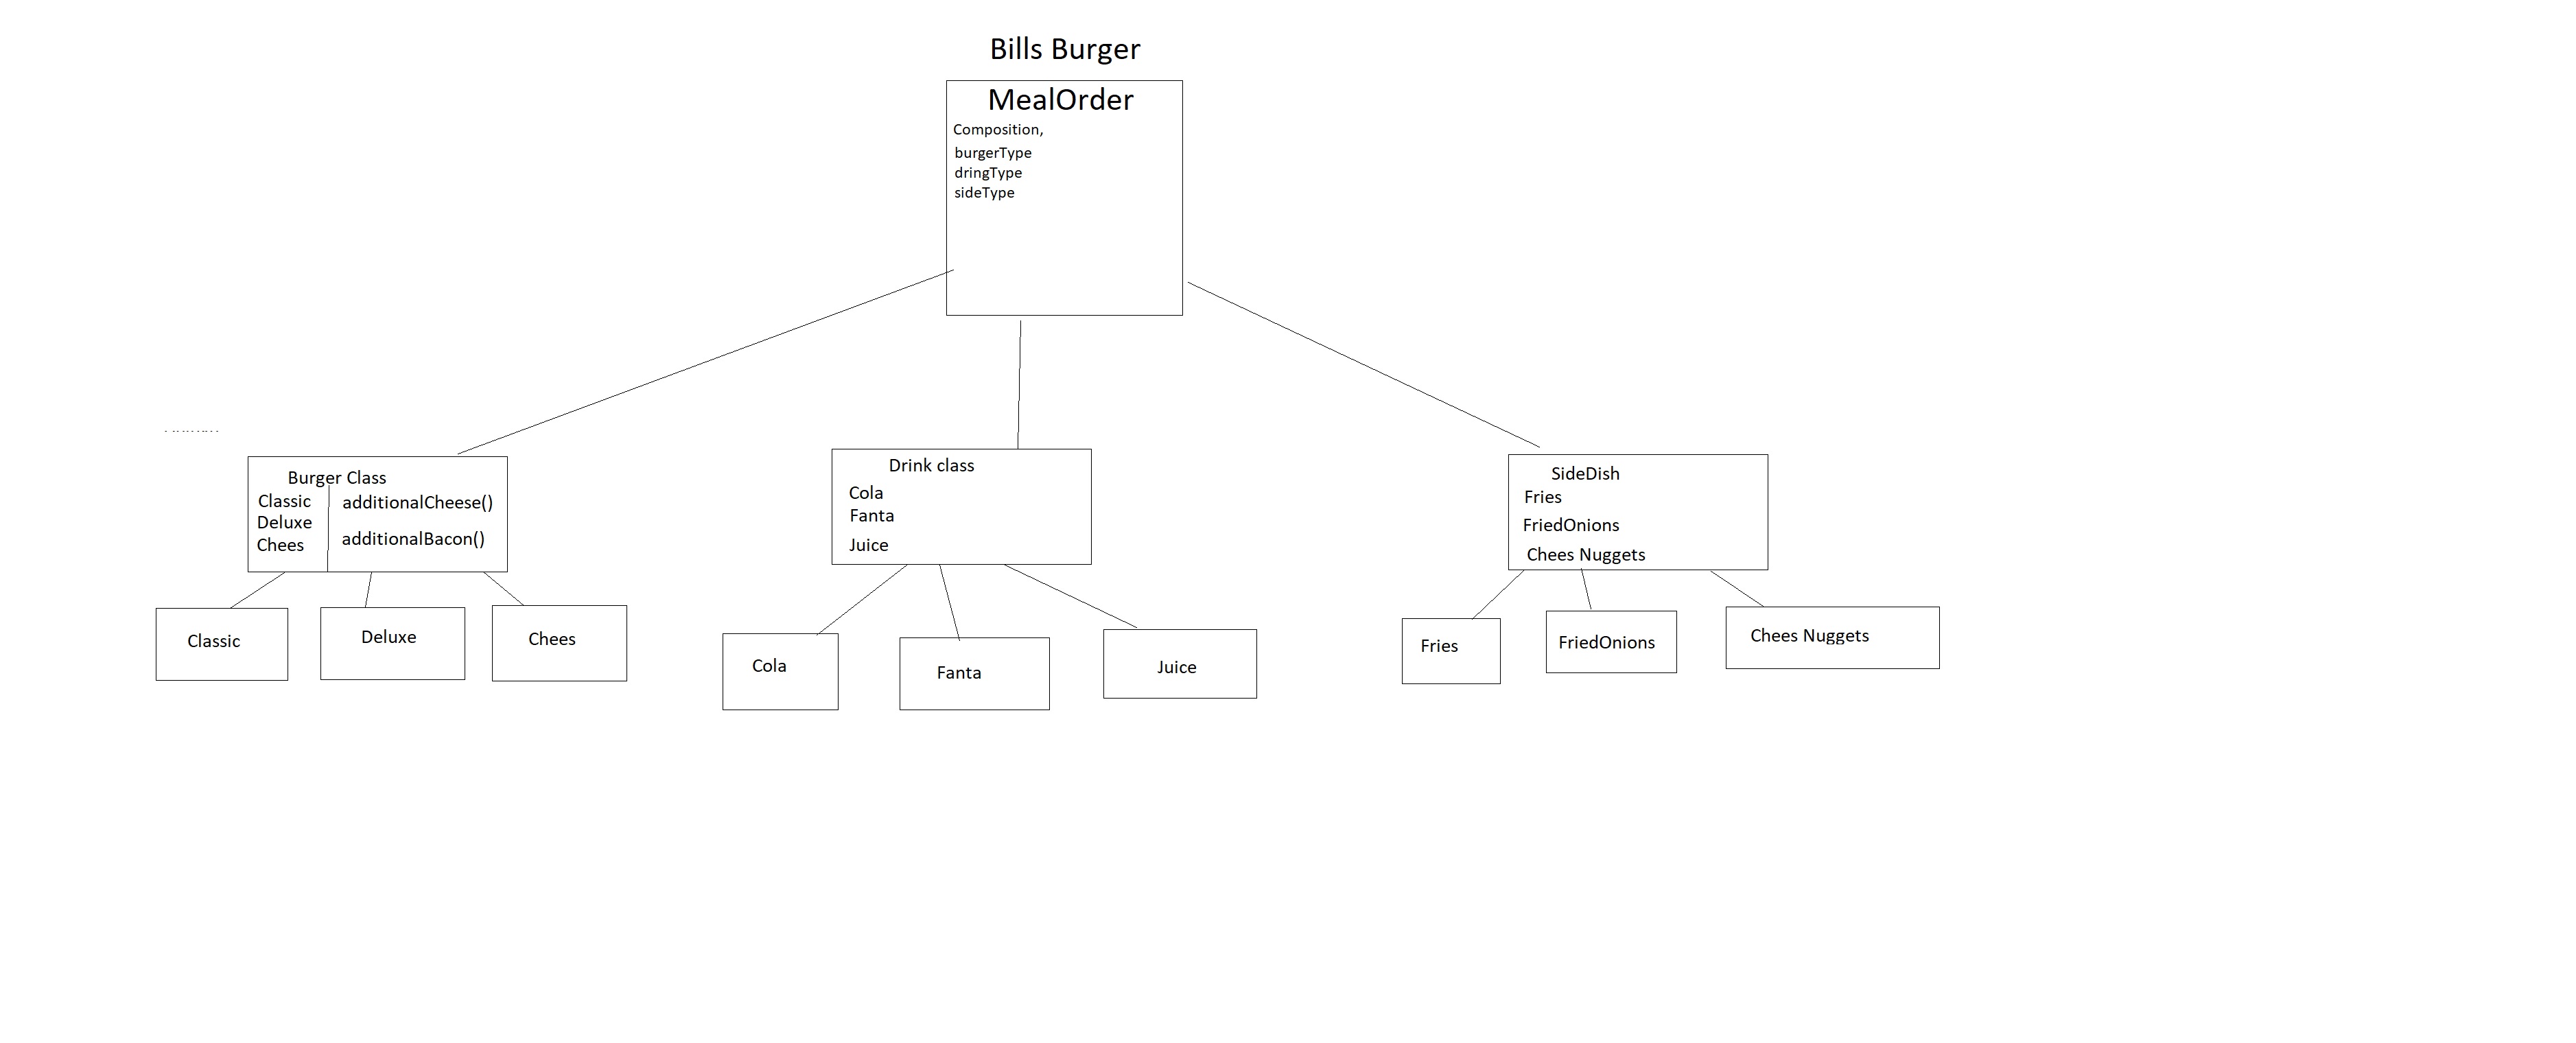 Bills Burger
MealOrder
Composition,
burgerType
dringType
sideType
Burger Class
Classic
Deluxe
Chees
additionalCheese()
additionalBacon()
Classic
Deluxe
Chees
Drink class
Cola
Fanta
Juice
Cola
Fanta
Juice
SideDish
Fries
FriedOnions
Chees Nuggets
Fries
FriedOnions
Chees Nuggets